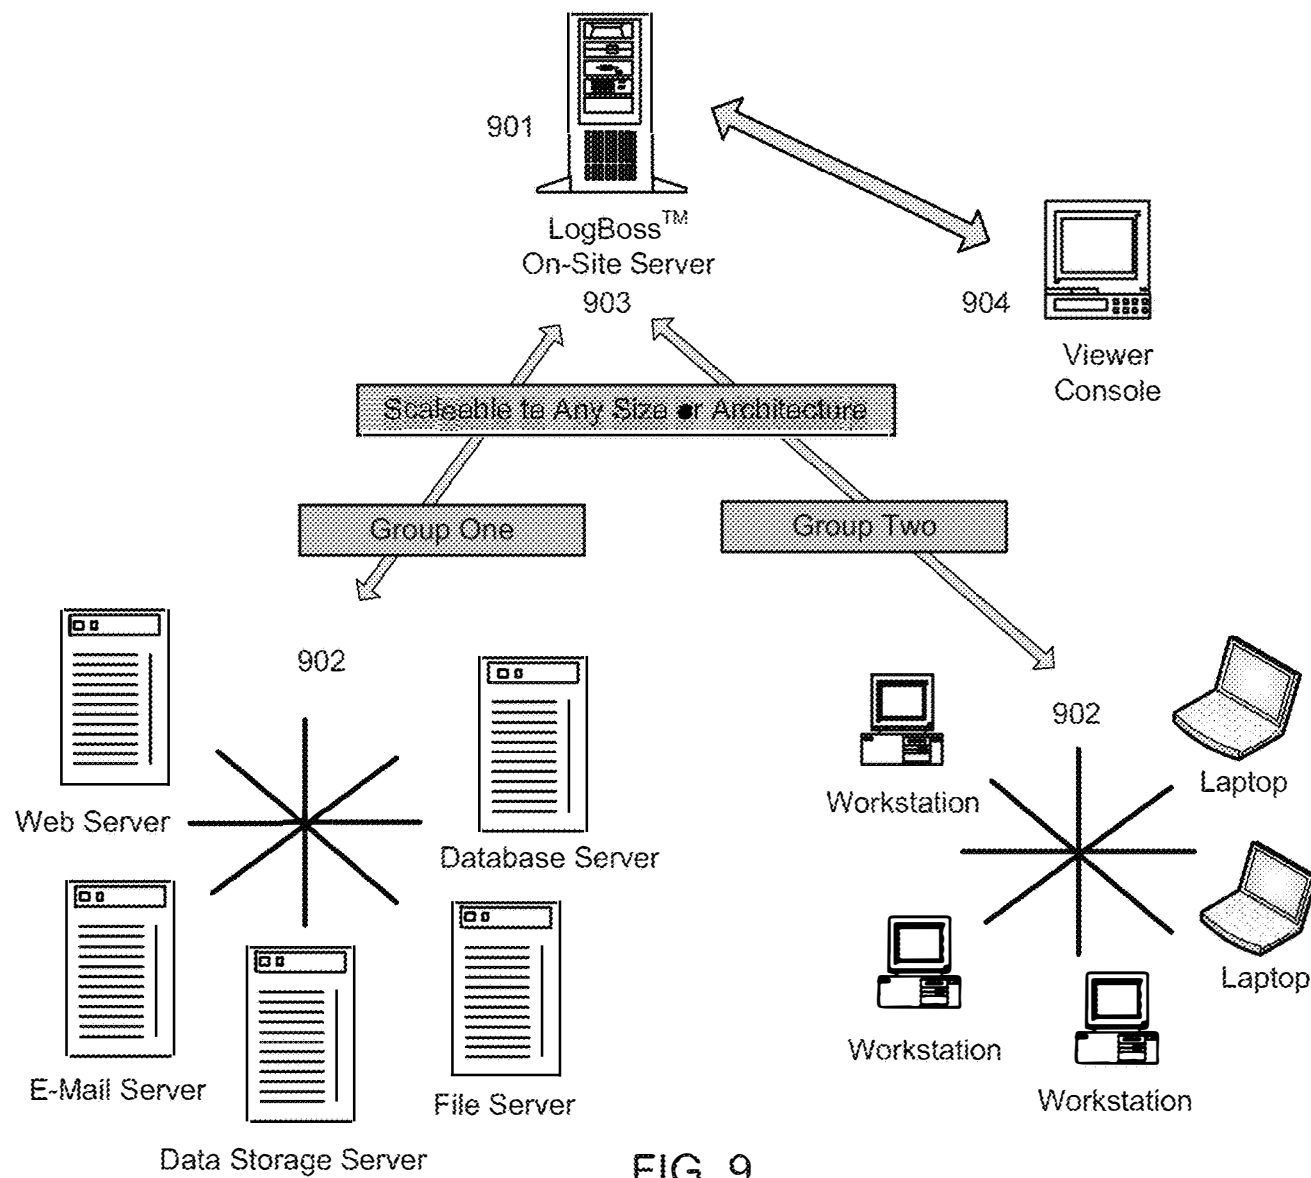 901
LogBoss™
On-Site Server
903
904
Viewer
Console
Scaleable to Any Size or Architecture
Group One
Group Two
902
902
Web Server
Database Server
E-Mail Server
File Server
Data Storage Server
Workstation
Laptop
Workstation
Laptop
Workstation
FIG. 9